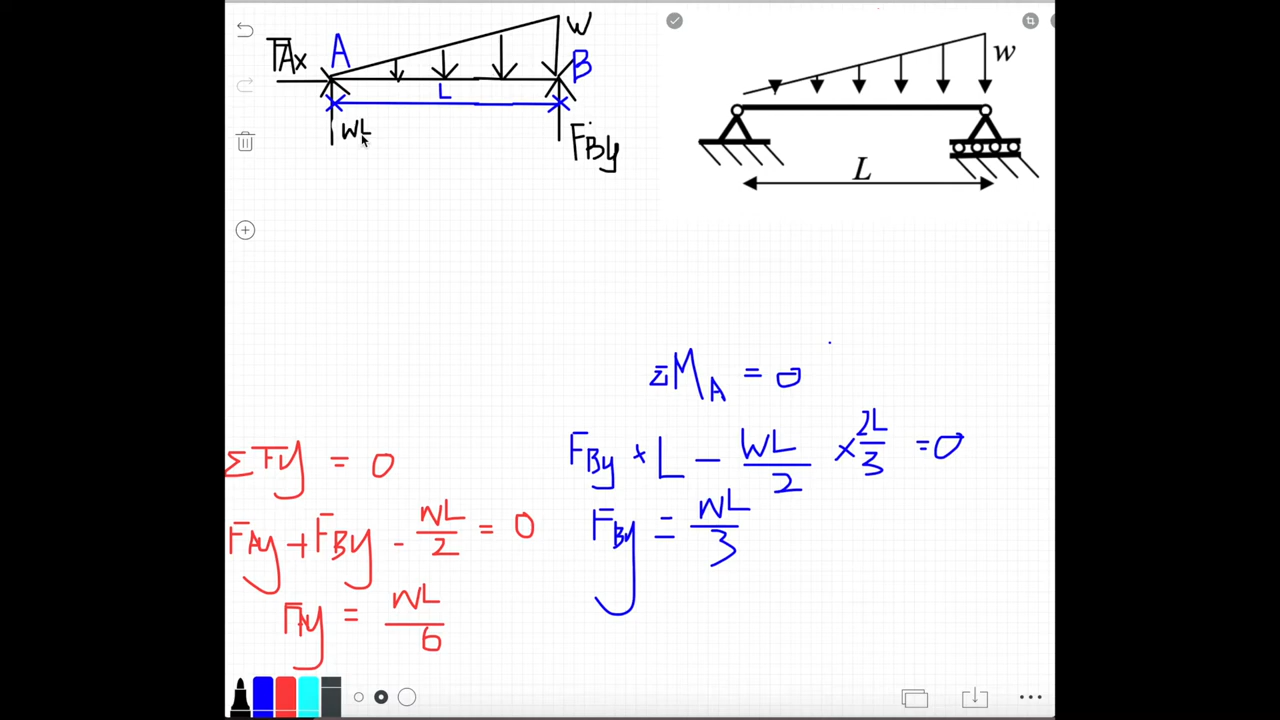 FAx A W
B
L
WL
FBy
w
L
ΣMA = 0
FBy × L - WL/2 × 2L/3 = 0
FBy = WL/3
ΣFy = 0
FAy + FBy - WL/2 = 0
FAy = WL/6